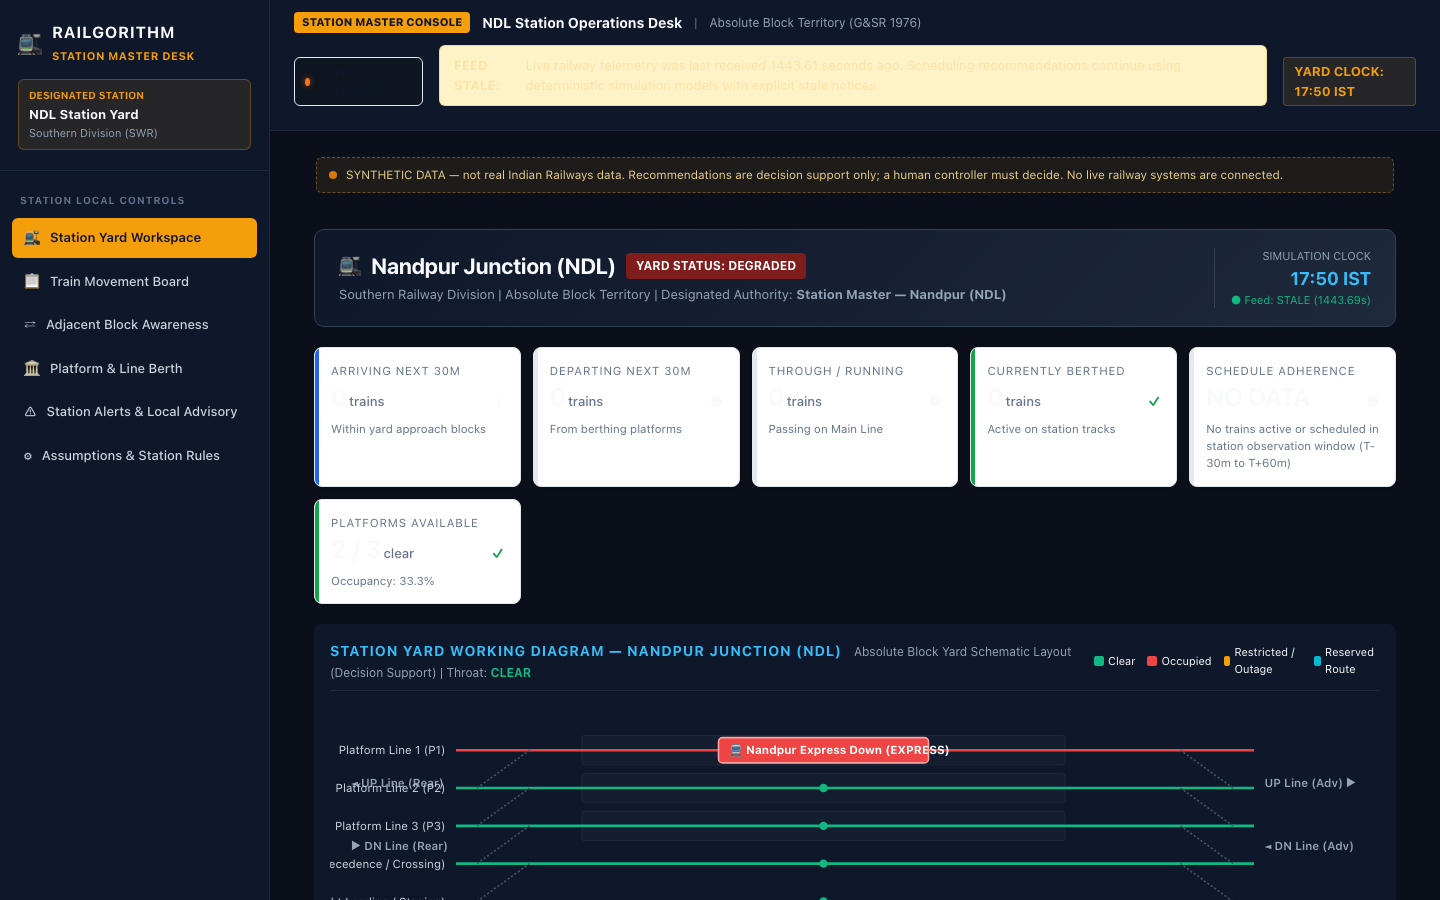 RAILGORITHM
STATION MASTER DESK
DESIGNATED STATION
NDL Station Yard
Southern Division (SWR)
STATION LOCAL CONTROLS
Station Yard Workspace
Train Movement Board
Adjacent Block Awareness
Platform & Line Berth
Station Alerts & Local Advisory
Assumptions & Station Rules
STATION MASTER CONSOLE NDL Station Operations Desk | Absolute Block Territory (G&SR 1976)
FEED STALE: Live railway telemetry was last received 1443.61 seconds ago. Scheduling recommendations continue using
deterministic simulation models with explicit stale notices.
YARD CLOCK:
17:50 IST
SYNTHETIC DATA — not real Indian Railways data. Recommendations are decision support only; a human controller must decide. No live railway systems are connected.
Nandpur Junction (NDL) YARD STATUS: DEGRADED
Southern Railway Division | Absolute Block Territory | Designated Authority: Station Master — Nandpur (NDL)
SIMULATION CLOCK
17:50 IST
Feed: STALE (1443.69s)
ARRIVING NEXT 30M
0 trains
Within yard approach blocks
DEPARTING NEXT 30M
0 trains
From berthing platforms
THROUGH / RUNNING
0 trains
Passing on Main Line
CURRENTLY BERTHED
0 trains
Active on station tracks
SCHEDULE ADHERENCE
NO DATA
No trains active or scheduled in
station observation window (T-
30m to T+60m)
PLATFORMS AVAILABLE
2 / 3 clear
Occupancy: 33.3%
STATION YARD WORKING DIAGRAM — NANDPUR JUNCTION (NDL) Absolute Block Yard Schematic Layout
(Decision Support) | Throat: CLEAR
Clear
Occupied
Restricted /
Outage
Reserved
Route
Platform Line 1 (P1)
Nandpur Express Down (EXPRESS)
◄ UP Line (Rear)
UP Line (Adv) ▶
Platform Line 2 (P2)
Platform Line 3 (P3)
▶ DN Line (Rear)
◄ DN Line (Adv)
ecedence / Crossing)